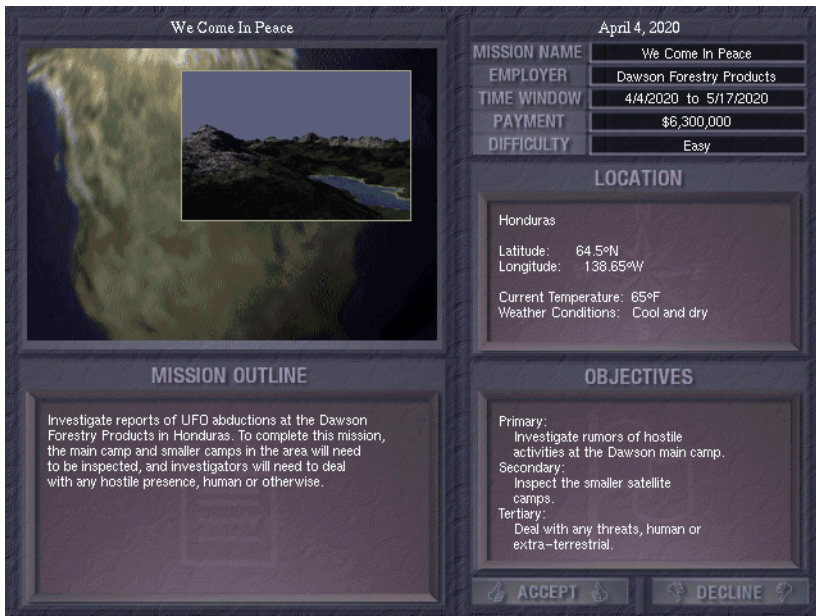 We Come In Peace
April 4, 2020
MISSION NAME We Come In Peace
EMPLOYER Dawson Forestry Products
TIME WINDOW 4/4/2020 to 5/17/2020
PAYMENT $6,300,000
DIFFICULTY Easy
LOCATION
Honduras
Latitude: 64.5ºN
Longitude: 138.65ºW
Current Temperature: 65ºF
Weather Conditions: Cool and dry
MISSION OUTLINE
Investigate reports of UFO abductions at the Dawson
Forestry Products in Honduras. To complete this mission,
the main camp and smaller camps in the area will need
to be inspected, and investigators will need to deal
with any hostile presence, human or otherwise.
OBJECTIVES
Primary:
Investigate rumors of hostile
activities at the Dawson main camp.
Secondary:
Inspect the smaller satellite
camps.
Tertiary:
Deal with any threats, human or
extra-terrestrial.
ACCEPT
DECLINE